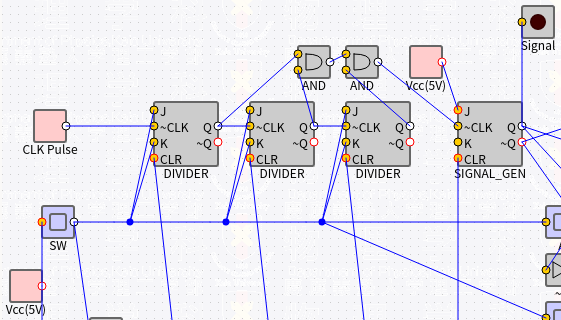 Signal
AND
AND
Vcc(5V)
J
~CLK
K
CLR
Q
~Q
DIVIDER
J
~CLK
K
CLR
Q
~Q
DIVIDER
J
~CLK
K
CLR
Q
~Q
DIVIDER
J
~CLK
K
CLR
Q
~Q
SIGNAL_GEN
CLK Pulse
SW
Vcc(5V)